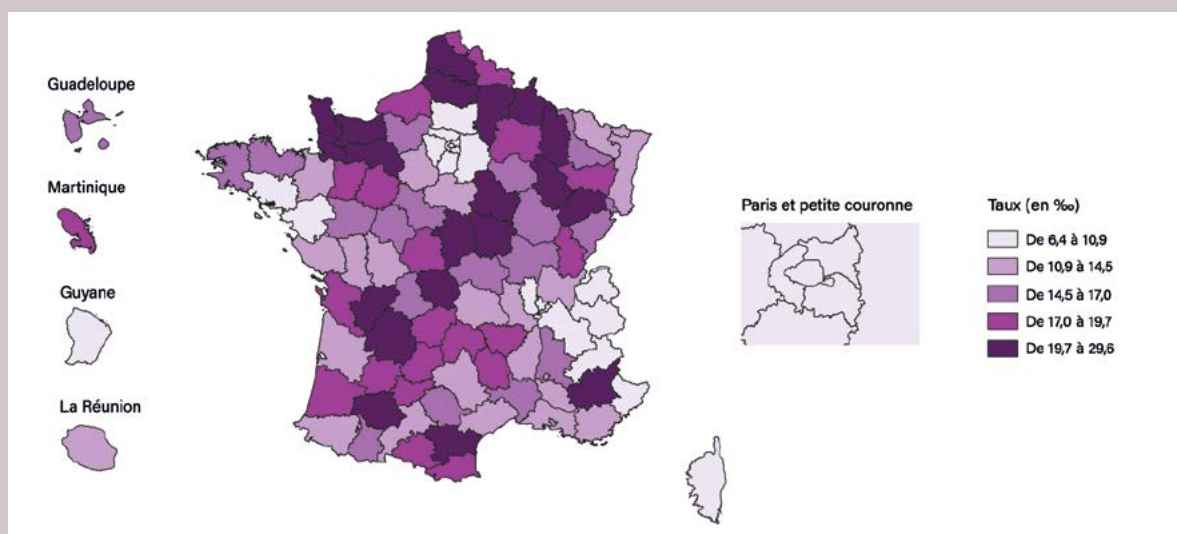 Guadeloupe
Martinique
Guyane
La Réunion
Paris et petite couronne
Taux (en ‰)
De 6,4 à 10,9
De 10,9 à 14,5
De 14,5 à 17,0
De 17,0 à 19,7
De 19,7 à 29,6